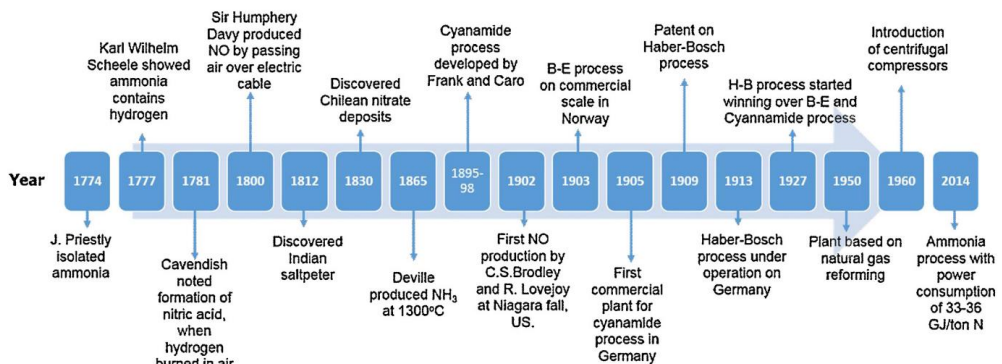 Karl Wilhelm
Scheele showed
ammonia
contains
hydrogen
Sir Humphery
Davy produced
NO by passing
air over electric
cable
Discovered
Chilean nitrate
deposits
Cyanamide
process
developed by
Frank and Caro
B-E process
on commercial
scale in
Norway
Patent on
Haber-Bosch
process
H-B process started
winning over B-E and
Cyannamide process
Introduction
of centrifugal
compressors
Year
1774
1777
1781
1800
1812
1830
1865
1895-
98
1902
1903
1905
1909
1913
1927
1950
1960
2014
J. Priestly
isolated
ammonia
Cavendish
noted
formation of
nitric acid,
when
hydrogen
burned in air
Discovered
Indian
saltpeter
Deville
produced NH₃
at 1300ºC
First NO
production by
C.S.Brodley
and R. Lovejoy
at Niagara fall,
US.
First
commercial
plant for
cyanamide
process in
Germany
Haber-Bosch
process under
operation on
Germany
Plant based on
natural gas
reforming
Ammonia
process with
power
consumption
of 33-36
GJ/ton N